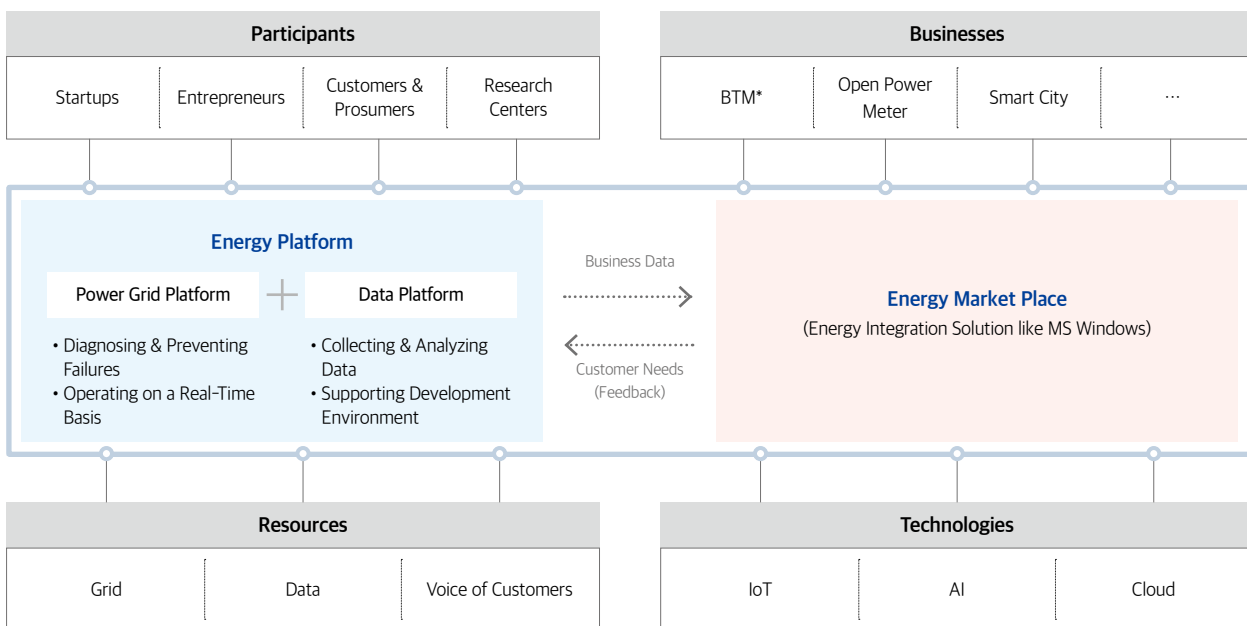 Participants
Startups
Entrepreneurs
Customers &
Prosumers
Research
Centers
Businesses
BTM*
Open Power
Meter
Smart City
...
Energy Platform
Power Grid Platform
+
Data Platform
• Diagnosing & Preventing
Failures
• Operating on a Real-Time
Basis
• Collecting & Analyzing
Data
• Supporting Development
Environment
Business Data
Customer Needs
(Feedback)
Energy Market Place
(Energy Integration Solution like MS Windows)
Resources
Grid
Data
Voice of Customers
Technologies
IoT
AI
Cloud